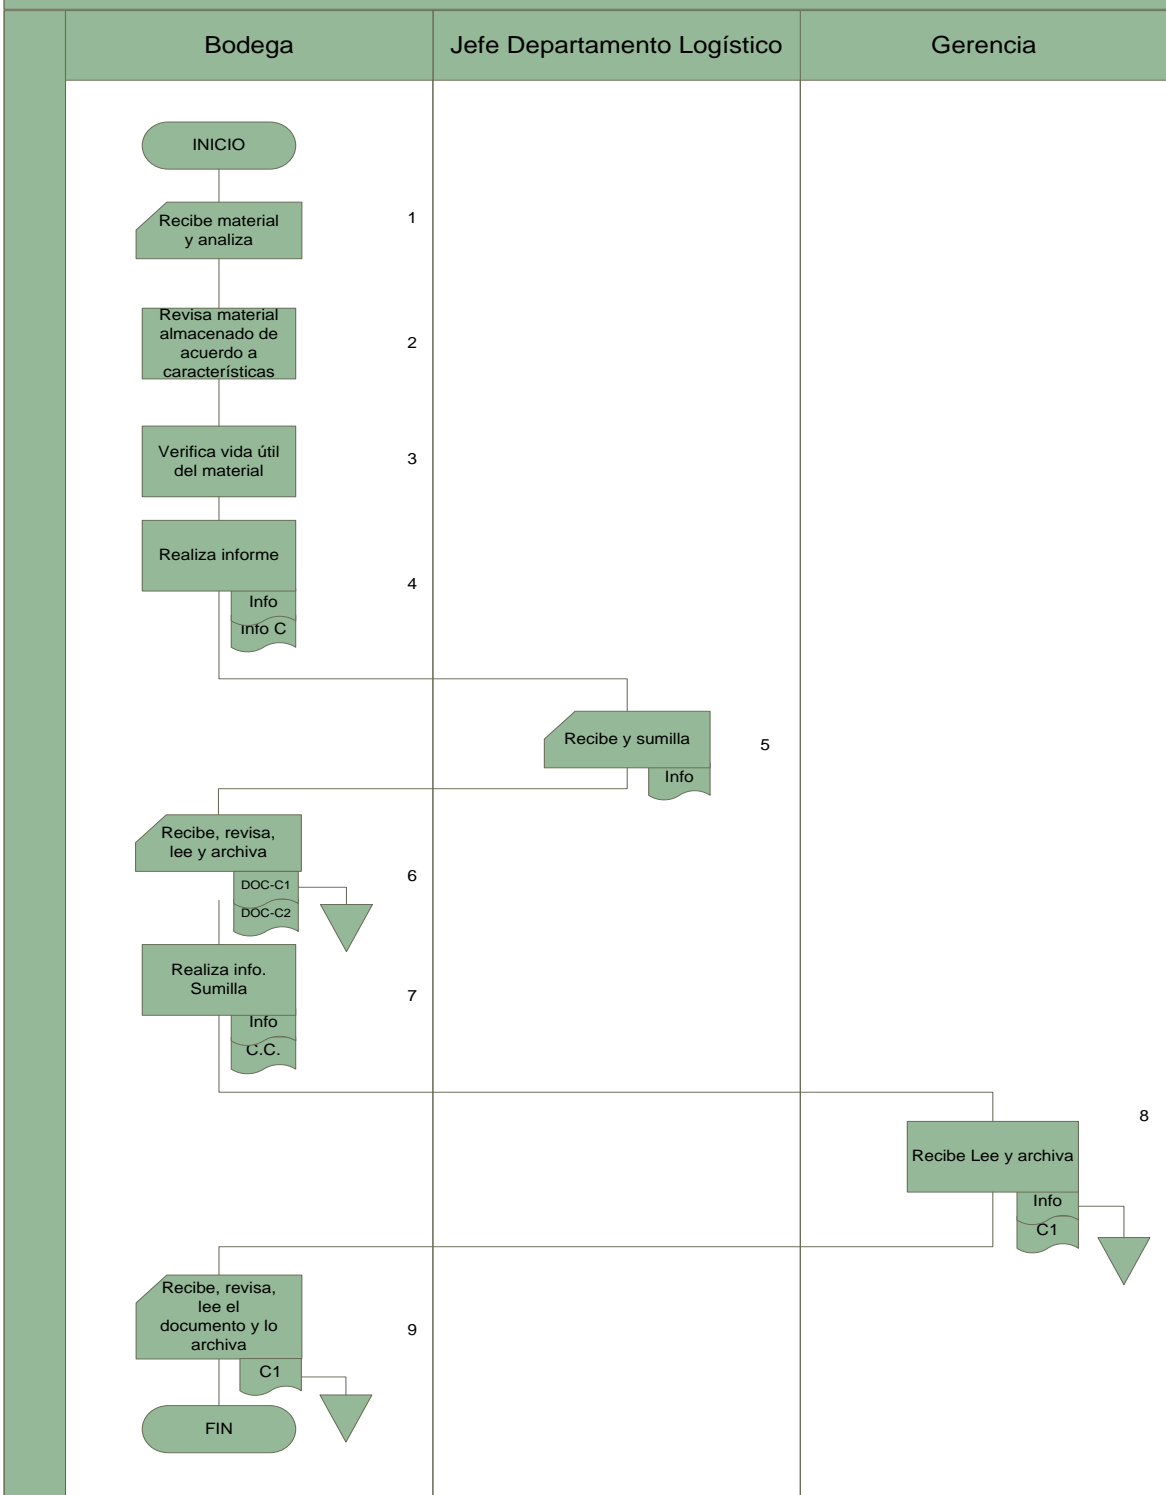 Bodega
Jefe Departamento Logístico
Gerencia
INICIO
Recibe material
y analiza
1
Revisa material
almacenado de
acuerdo a
características
2
Verifica vida útil
del material
3
Realiza informe
4
Info
Info C
Recibe y sumilla
5
Info
Recibe, revisa,
lee y archiva
6
DOC-C1
DOC-C2
Realiza info.
Sumilla
7
Info
C.C.
8
Recibe Lee y archiva
Info
C1
Recibe, revisa,
lee el
documento y lo
archiva
9
C1
FIN